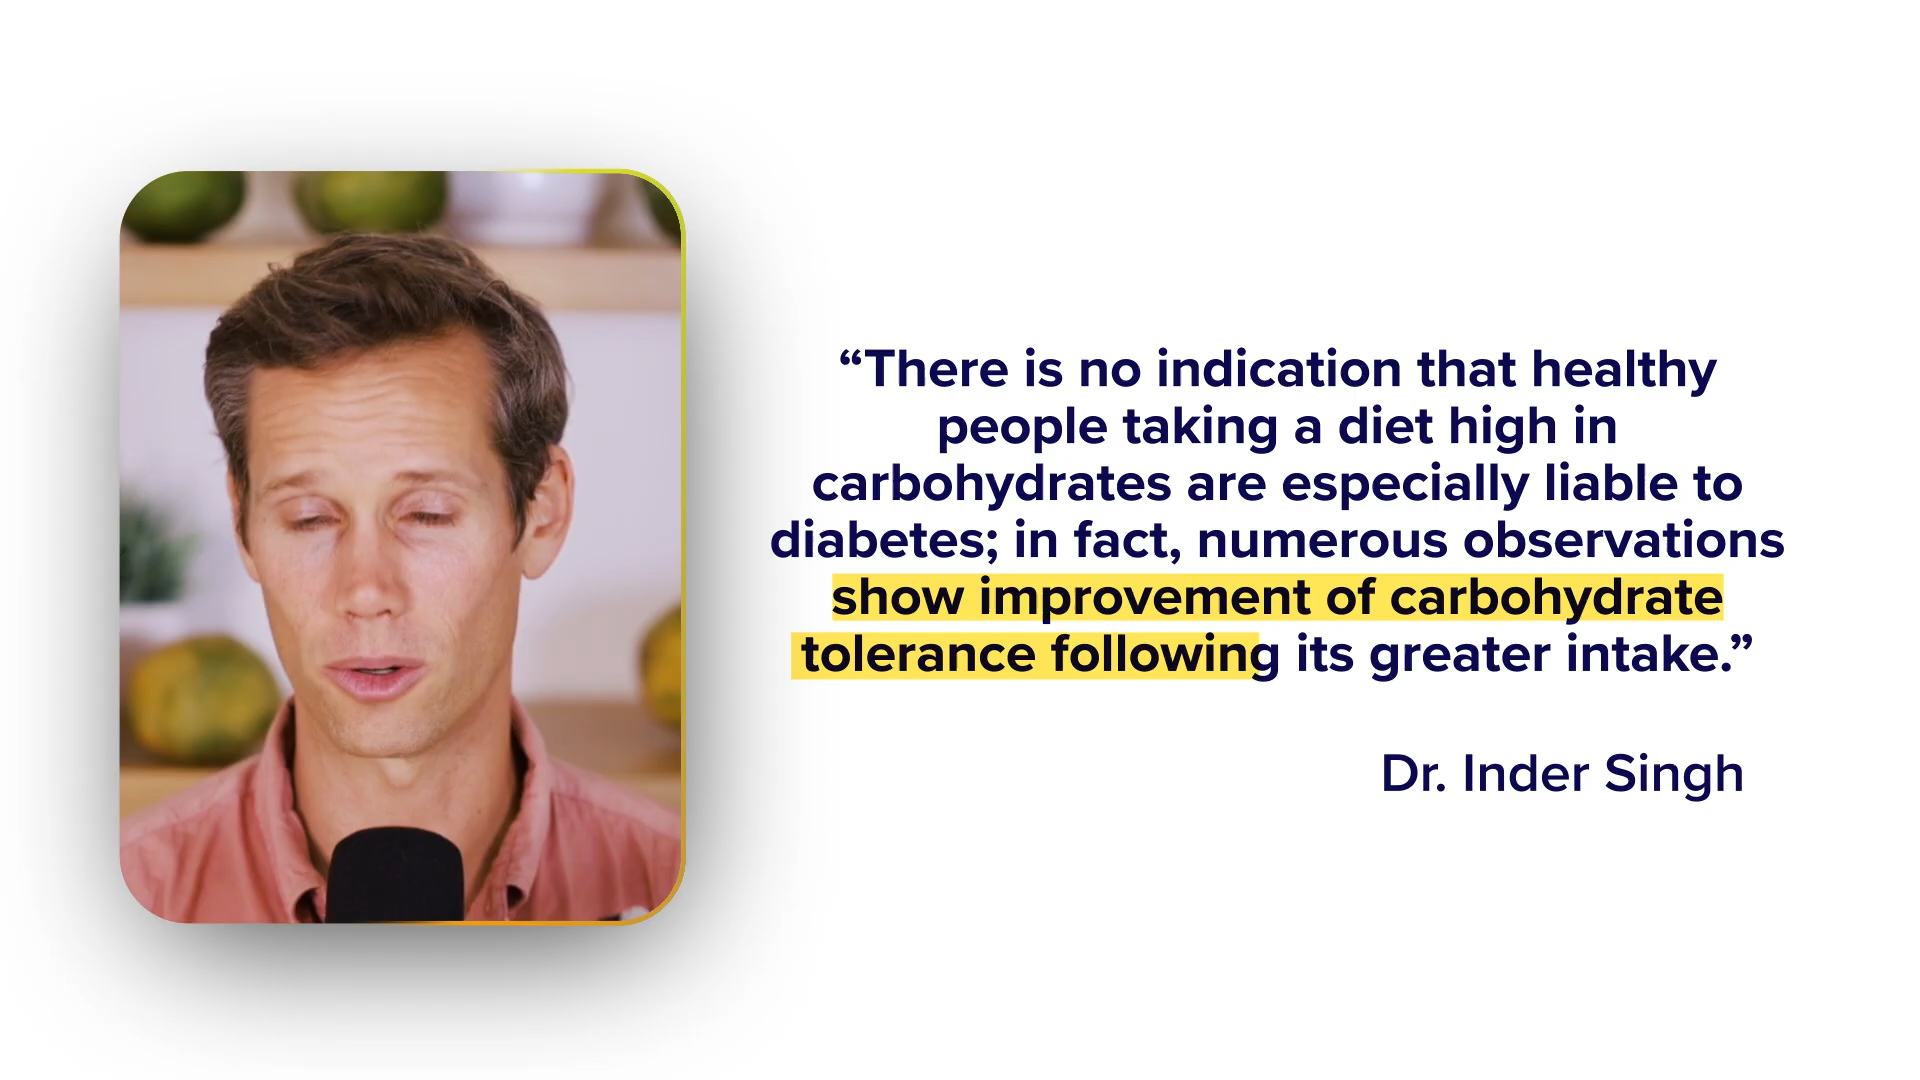 “There is no indication that healthy
people taking a diet high in
carbohydrates are especially liable to
diabetes; in fact, numerous observations
show improvement of carbohydrate
tolerance following its greater intake.”
Dr. Inder Singh